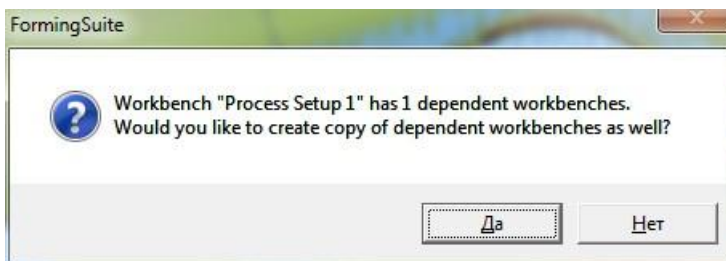 FormingSuite
Workbench "Process Setup 1" has 1 dependent workbenches.
Would you like to create copy of dependent workbenches as well?
Да
Нет